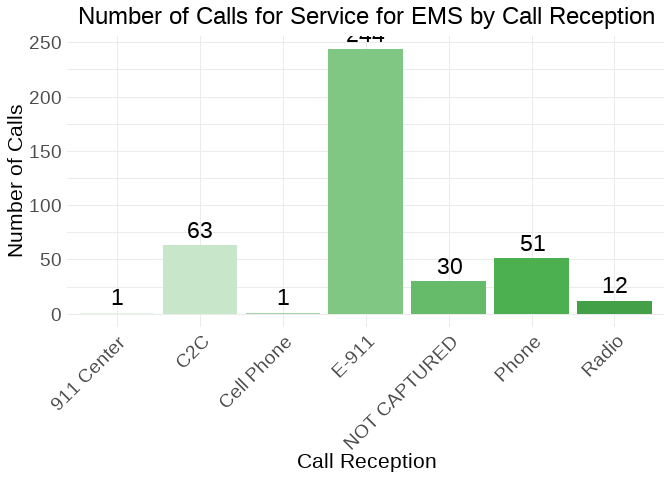 Number of Calls for Service for EMS by Call Reception
Number of Calls
250
200
150
100
50
0
1
63
1
244
30
51
12
911 Center
C2C
Cell Phone
E-911
NOT CAPTURED
Phone
Radio
Call Reception